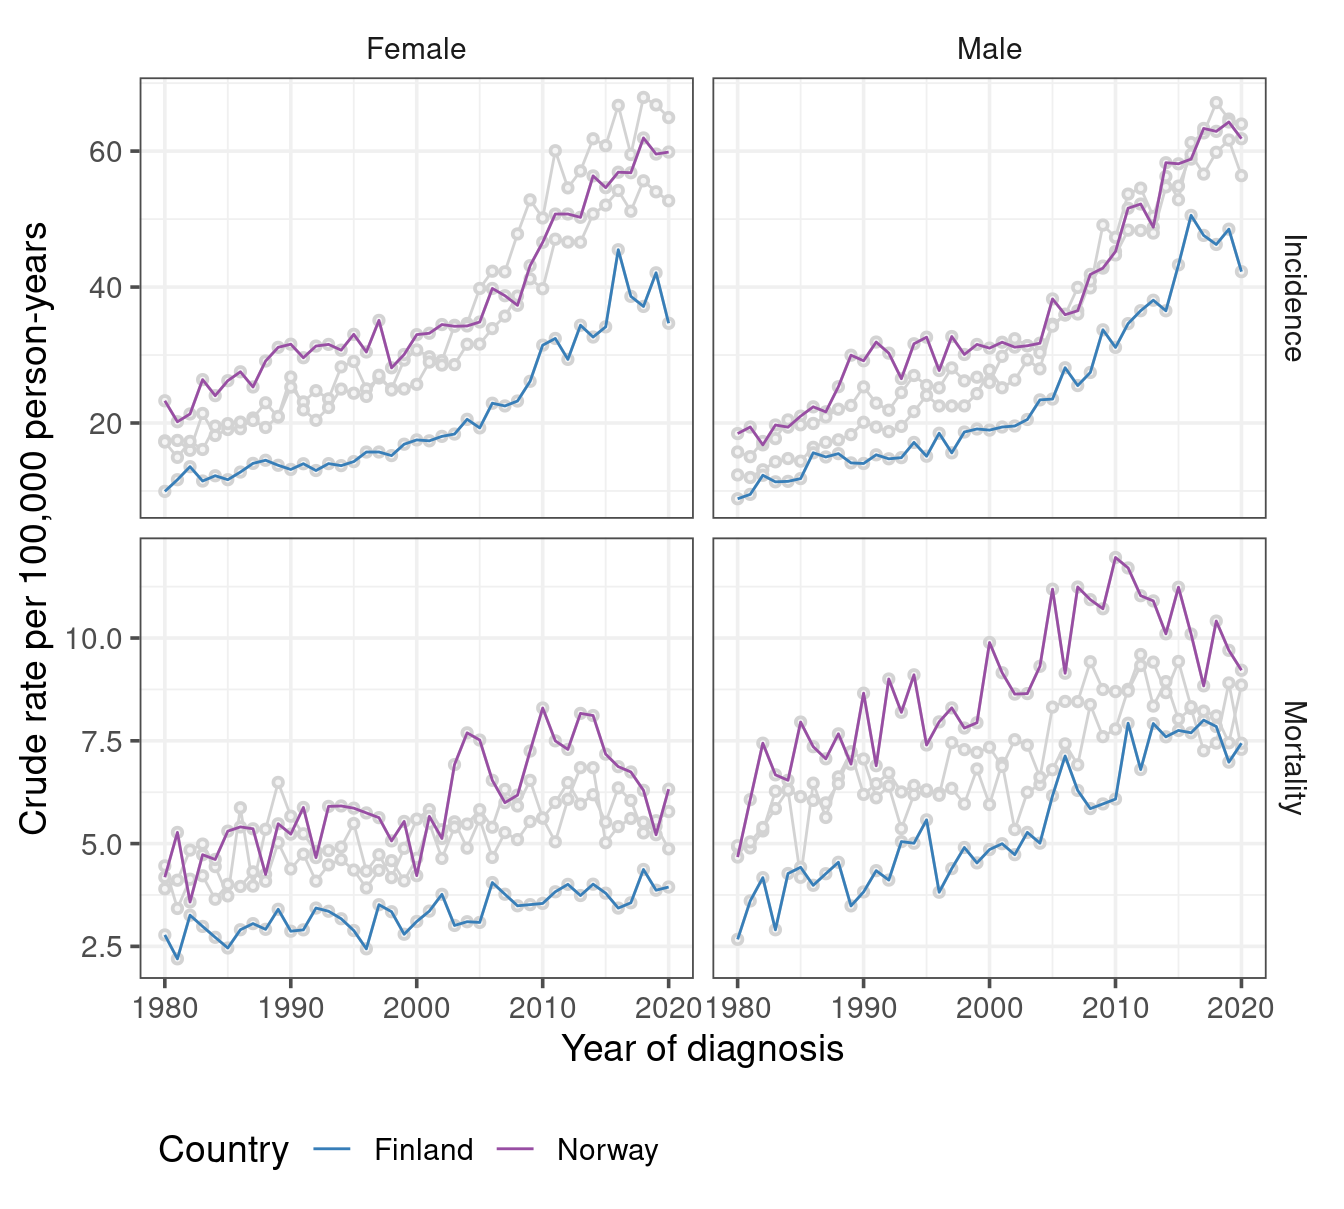 Female Male
60
40
20
Incidence
10.0
7.5
5.0
2.5
Mortality
Crude rate per 100,000 person-years
1980 1990 2000 2010 2020 1980 1990 2000 2010 2020
Year of diagnosis
Country Finland Norway